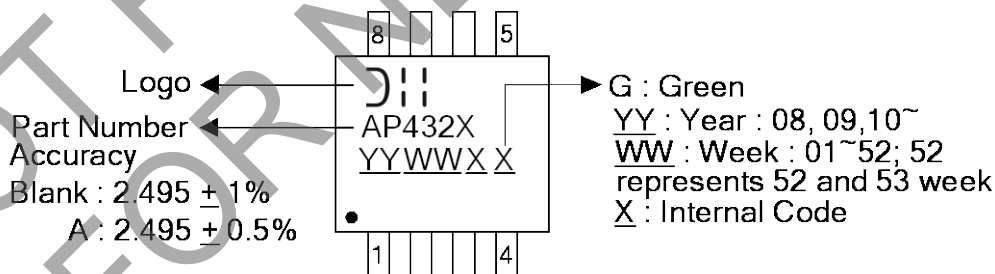 8 5
Logo
AP432X
YYWWX X
Part Number
Accuracy
Blank : 2.495 ± 1%
A : 2.495 ± 0.5%
G : Green
YY : Year : 08, 09,10~
WW : Week : 01~52; 52
represents 52 and 53 week
X : Internal Code
1 4